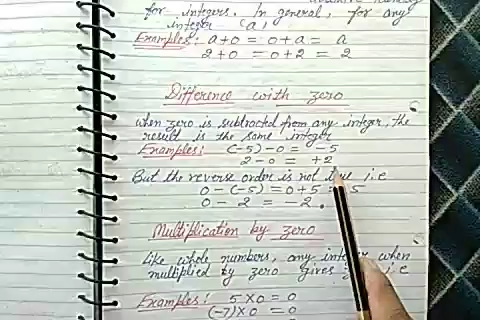 for integers. In general, for any
integer 'a',
Examples: a+0 = 0+a = a
2+0 = 0+2 = 2
Difference with zero
when zero is subtracted from any integer, the
result is the same integer
Examples: (-5)-0 = -5
2-0 = +2
But the reverse order is not true i.e
0-(-5) = 0+5 = 5
0-2 = -2.
Multiplication by zero
Like whole numbers, any integer when
multiplied by zero gives i.e
Examples: 5×0 = 0
(-7)×0 = 0